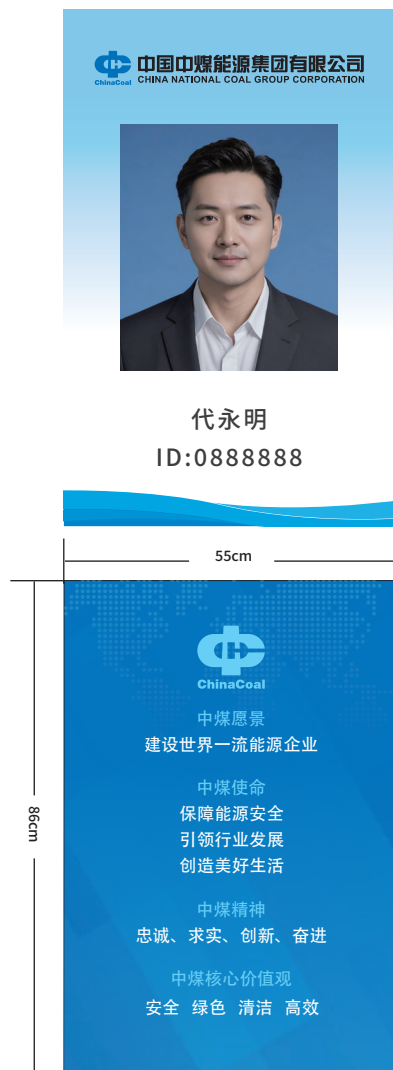 中国中煤能源集团有限公司
ChinaCoal CHINA NATIONAL COAL GROUP CORPORATION
代永明
ID:0888888
55cm
86cm
ChinaCoal
中煤愿景
建设世界一流能源企业
中煤使命
保障能源安全
引领行业发展
创造美好生活
中煤精神
忠诚、求实、创新、奋进
中煤核心价值观
安全 绿色 清洁 高效